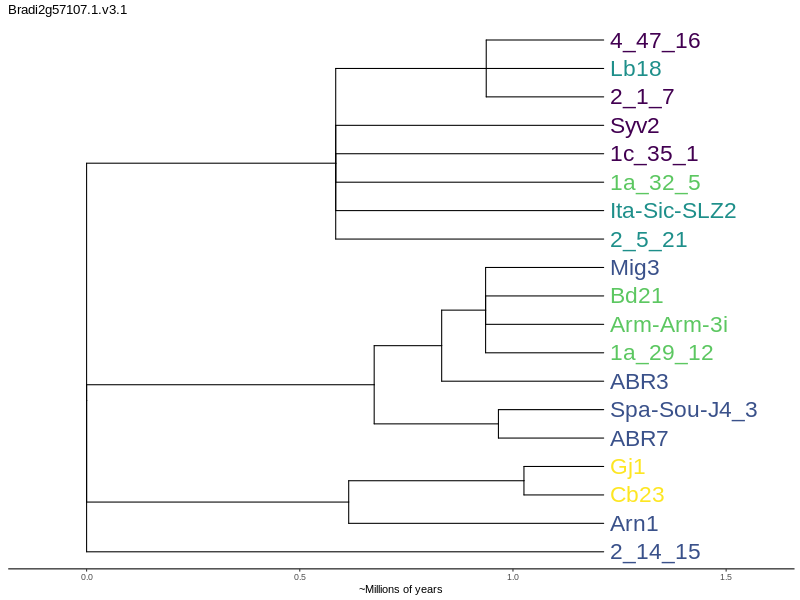 Bradi2g57107.1.v3.1
4_47_16
Lb18
2_1_7
Syv2
1c_35_1
1a_32_5
Ita-Sic-SLZ2
2_5_21
Mig3
Bd21
Arm-Arm-3i
1a_29_12
ABR3
Spa-Sou-J4_3
ABR7
Gj1
Cb23
Arn1
2_14_15
0.0 0.5 1.0 1.5
~Millions of years